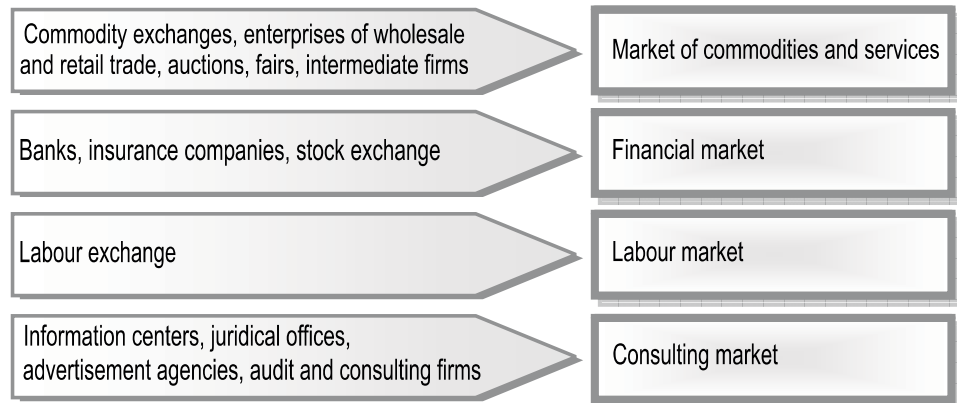 Commodity exchanges, enterprises of wholesale
and retail trade, auctions, fairs, intermediate firms
Market of commodities and services
Banks, insurance companies, stock exchange
Financial market
Labour exchange
Labour market
Information centers, juridical offices,
advertisement agencies, audit and consulting firms
Consulting market